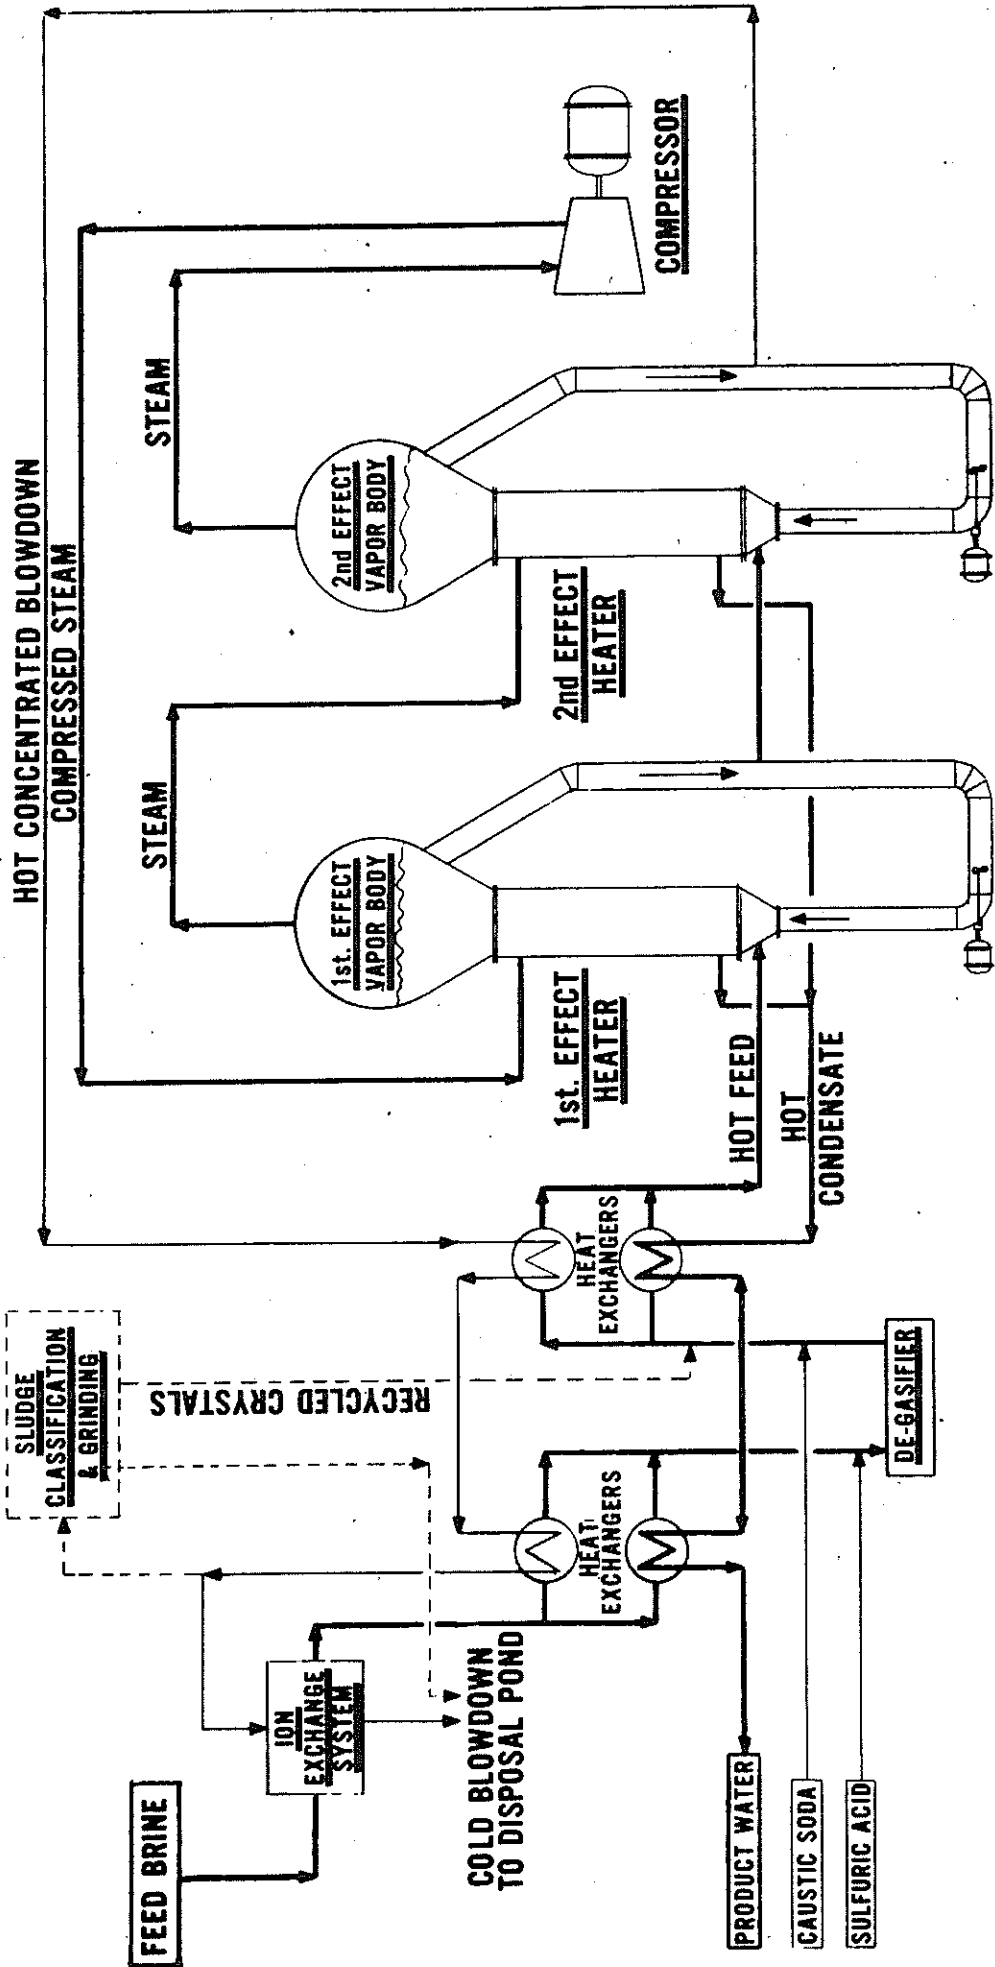 HOT CONCENTRATED BLOWDOWN
COMPRESSED STEAM
STEAM
STEAM
COMPRESSOR
1st. EFFECT
VAPOR BODY
2nd EFFECT
VAPOR BODY
1st. EFFECT
HEATER
2nd EFFECT
HEATER
SLUDGE
CLASSIFICATION
& GRINDING
RECYCLED CRYSTALS
FEED BRINE
ION
EXCHANGE
SYSTEM
COLD BLOWDOWN
TO DISPOSAL POND
HEAT
EXCHANGERS
HEAT
EXCHANGERS
HOT FEED
HOT
CONDENSATE
DE-GASIFIER
PRODUCT WATER
CAUSTIC SODA
SULFURIC ACID